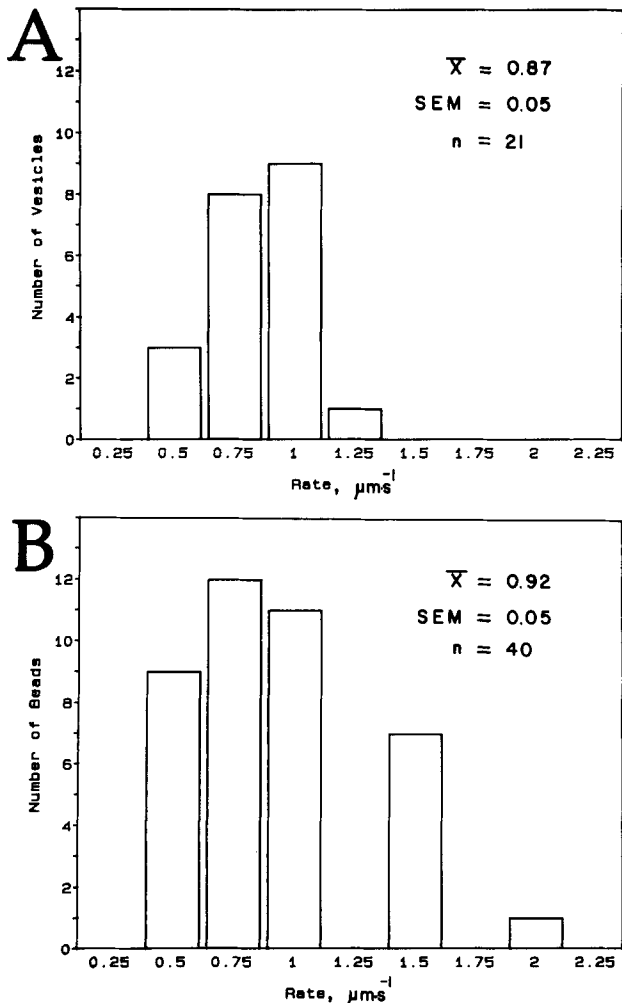 A
X̅ = 0.87
SEM = 0.05
n = 21
Number of Vesicles
12
10
8
6
4
2
0
0.25 0.5 0.75 1 1.25 1.5 1.75 2 2.25
Rate, µm·s⁻¹
B
X̅ = 0.92
SEM = 0.05
n = 40
Number of Beads
12
10
8
6
4
2
0
0.25 0.5 0.75 1 1.25 1.5 1.75 2 2.25
Rate, µm·s⁻¹